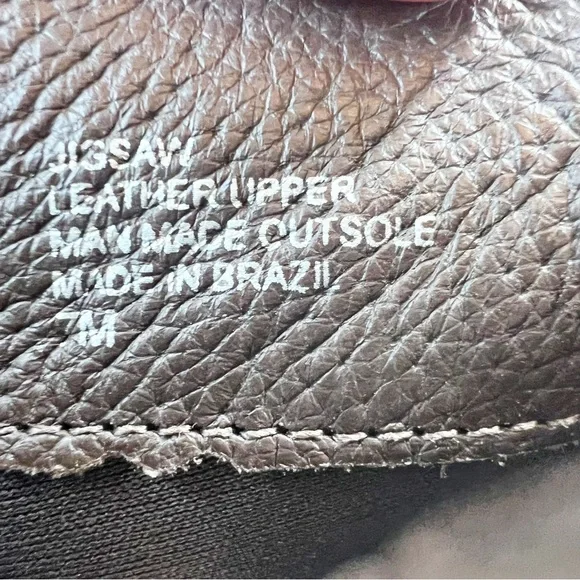 JIGSAW
LEATHER UPPER
MAN MADE OUTSOLE
MADE IN BRAZIL
7M